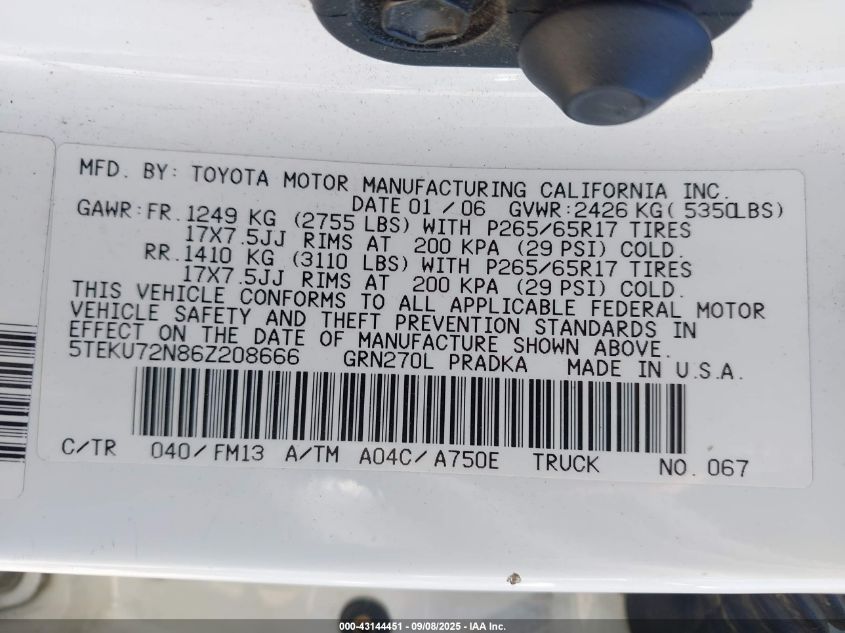 MFD. BY: TOYOTA MOTOR MANUFACTURING CALIFORNIA INC.
DATE 01 / 06 GVWR: 2426 KG ( 5350LBS)
GAWR: FR. 1249 KG (2755 LBS) WITH P265/65R17 TIRES
17X7.5JJ RIMS AT 200 KPA (29 PSI) COLD.
RR. 1410 KG (3110 LBS) WITH P265/65R17 TIRES
17X7.5JJ RIMS AT 200 KPA (29 PSI) COLD.
THIS VEHICLE CONFORMS TO ALL APPLICABLE FEDERAL MOTOR
VEHICLE SAFETY AND THEFT PREVENTION STANDARDS IN
EFFECT ON THE DATE OF MANUFACTURE SHOWN ABOVE.
5TEKU72N86Z208666 GRN270L PRADKA MADE IN U.S.A.
C/TR 040/ FM13 A/TM A04C/ A750E TRUCK NO. 067
000-43144451 - 09/08/2025 - IAA Inc.